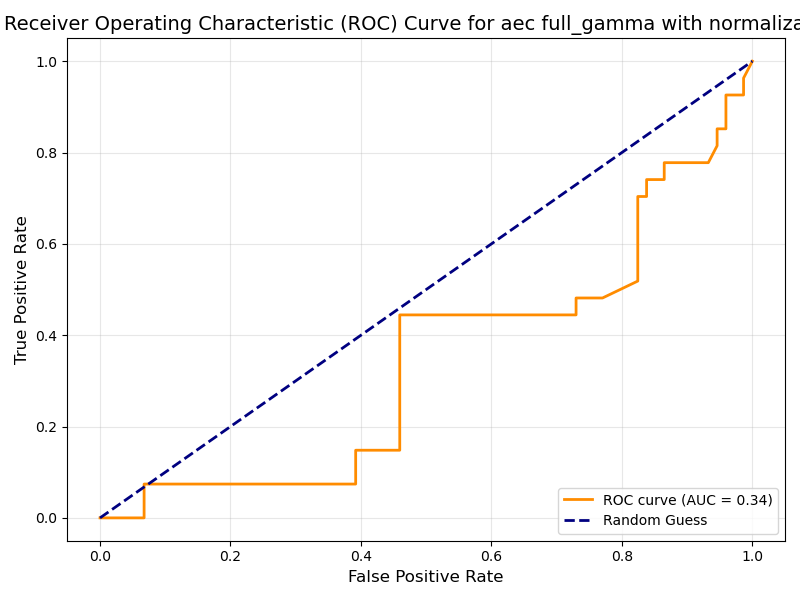 Receiver Operating Characteristic (ROC) Curve for aec full_gamma with
1.0
0.8
0.6
0.4
0.2
0.0
True Positive Rate
0.0 0.2 0.4 0.6 0.8 1.0
False Positive Rate
ROC curve (AUC = 0.34)
Random Guess